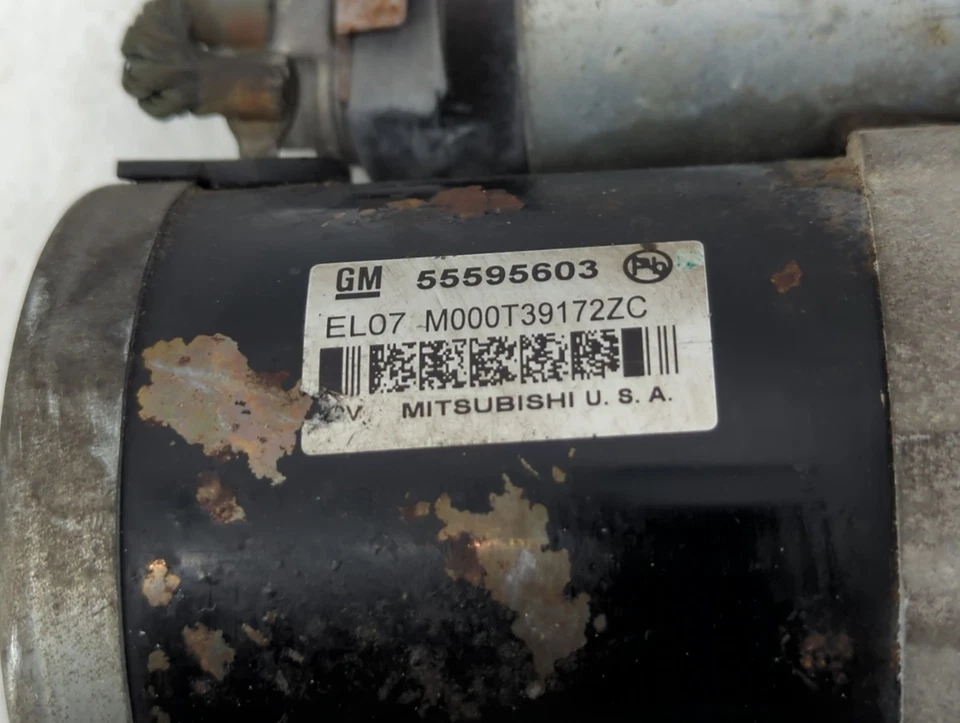 GM 55595603 Pb
EL07 M000T39172ZC
MITSUBISHI U. S. A.